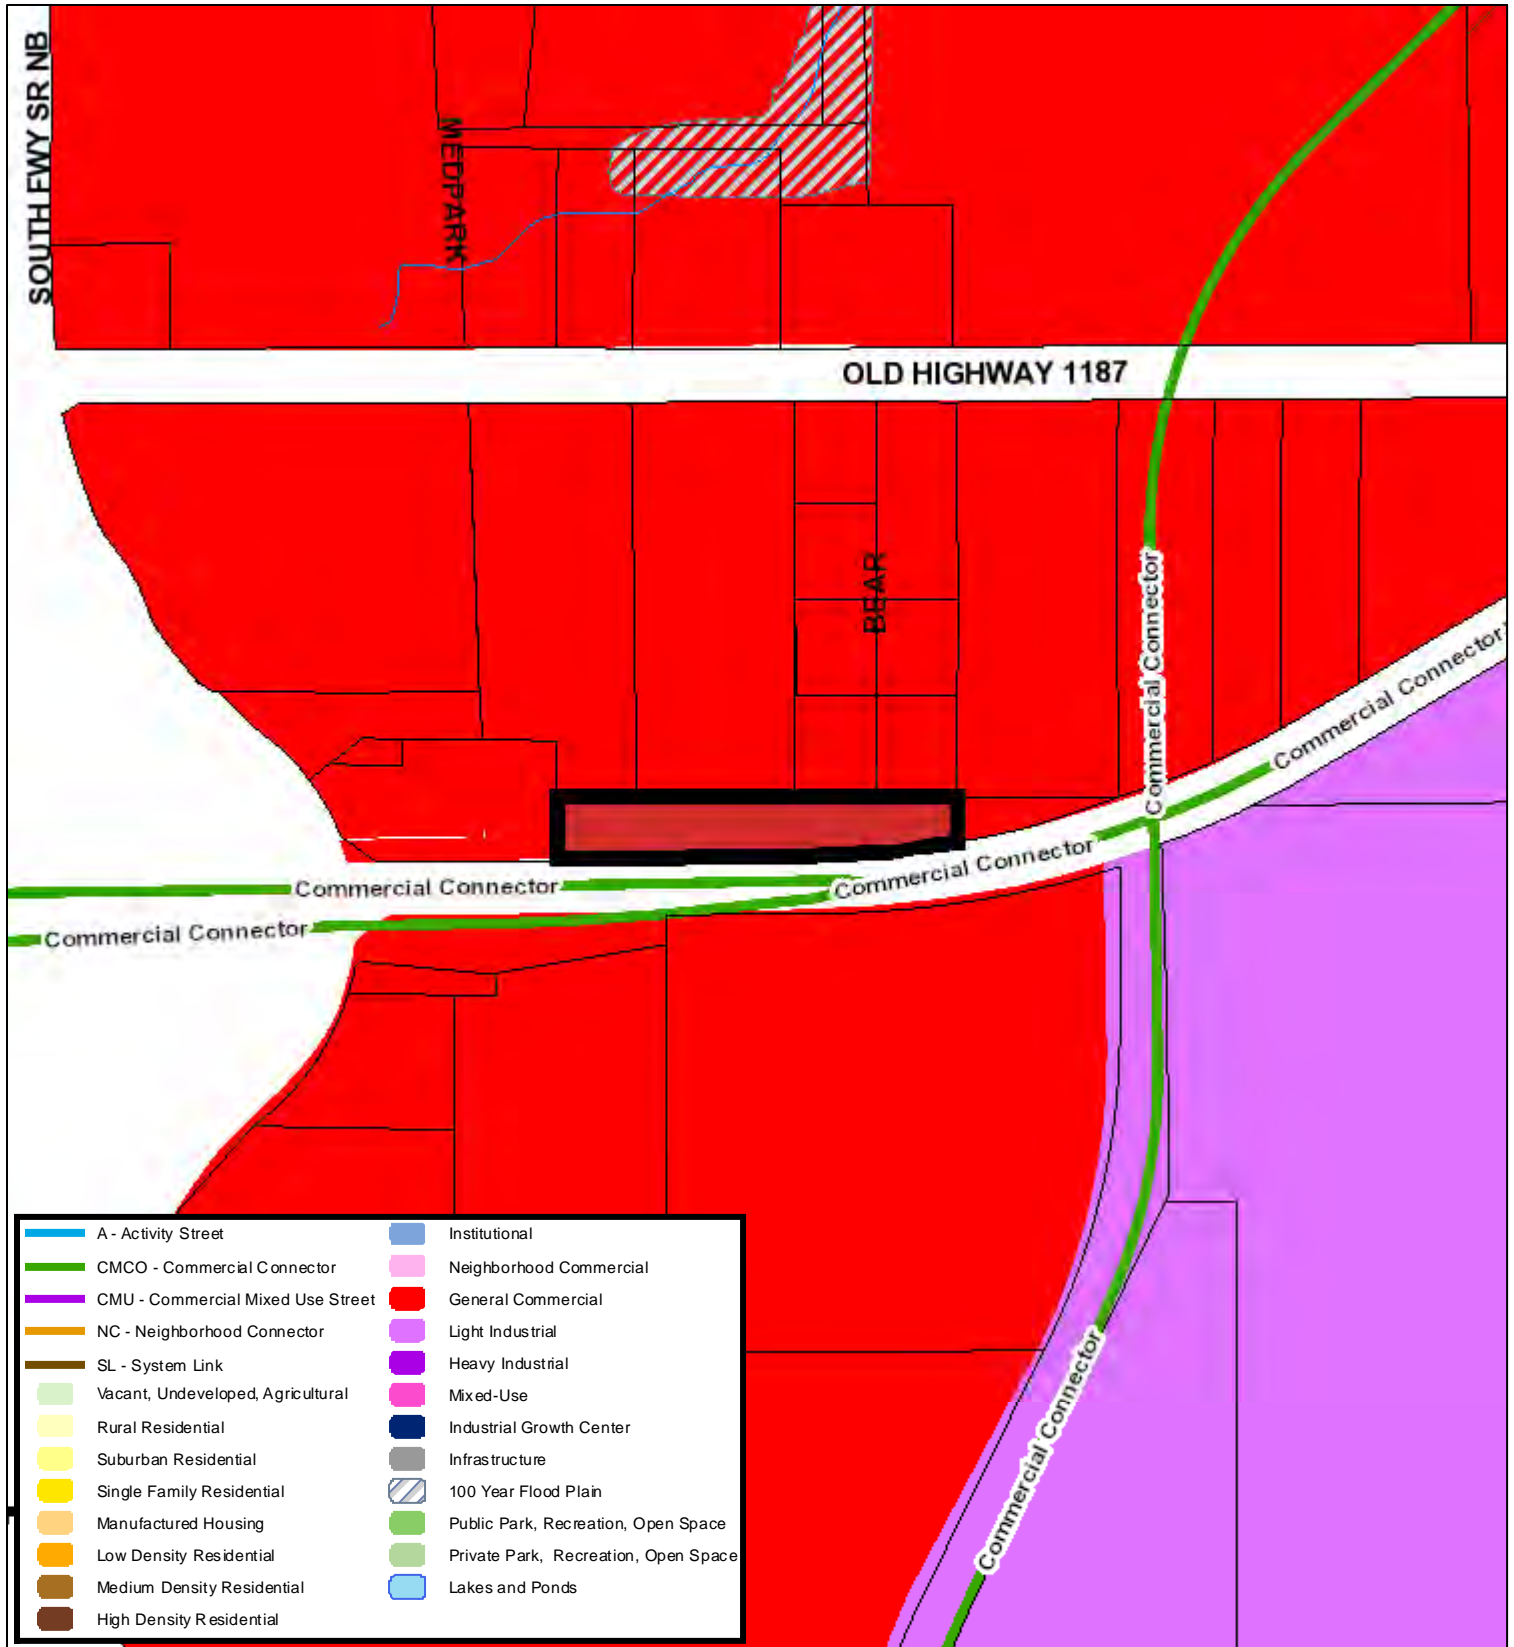 SOUTH FWY SR NB
MEDPARK
OLD HIGHWAY 1187
BEAR
Commercial Connector
Commercial Connector
Commercial Connector
Commercial Connector
Commercial Connector
Commercial Connector
A - Activity Street
CMCO - Commercial Connector
CMU - Commercial Mixed Use Street
NC - Neighborhood Connector
SL - System Link
Vacant, Undeveloped, Agricultural
Rural Residential
Suburban Residential
Single Family Residential
Manufactured Housing
Low Density Residential
Medium Density Residential
High Density Residential
Institutional
Neighborhood Commercial
General Commercial
Light Industrial
Heavy Industrial
Mixed-Use
Industrial Growth Center
Infrastructure
100 Year Flood Plain
Public Park, Recreation, Open Space
Private Park, Recreation, Open Space
Lakes and Ponds